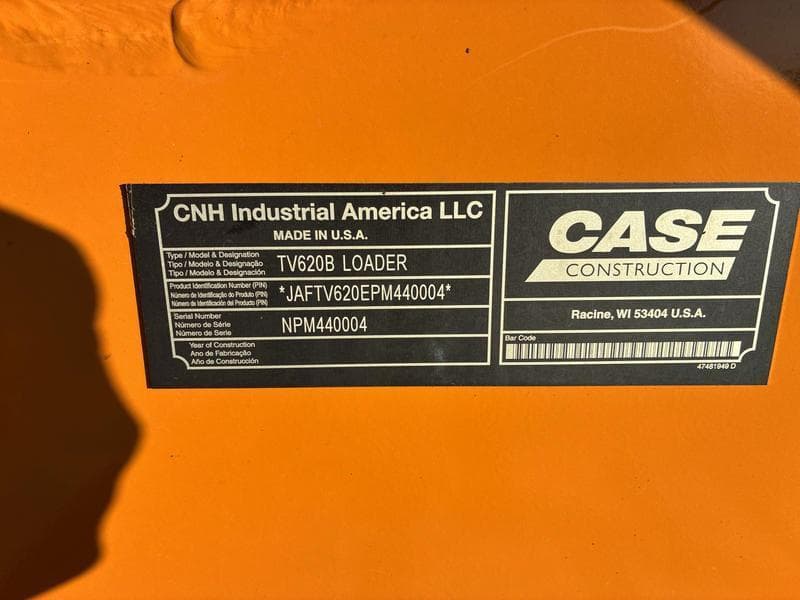 CNH Industrial America LLC
MADE IN U.S.A.
Type / Model & Designation
Tipo / Modelo & Designação
Tipo / Modelo & Designación
TV620B LOADER
Product Identification Number (PIN)
Número de Identificação do Produto (PIN)
Número de Identificación del Producto (PIN)
*JAFTV620EPM440004*
Serial Number
Número de Série
Número de Serie
NPM440004
Year of Construction
Ano de Fabricação
Año de Construcción
CASE
CONSTRUCTION
Racine, WI 53404 U.S.A.
Bar Code
47481949 D